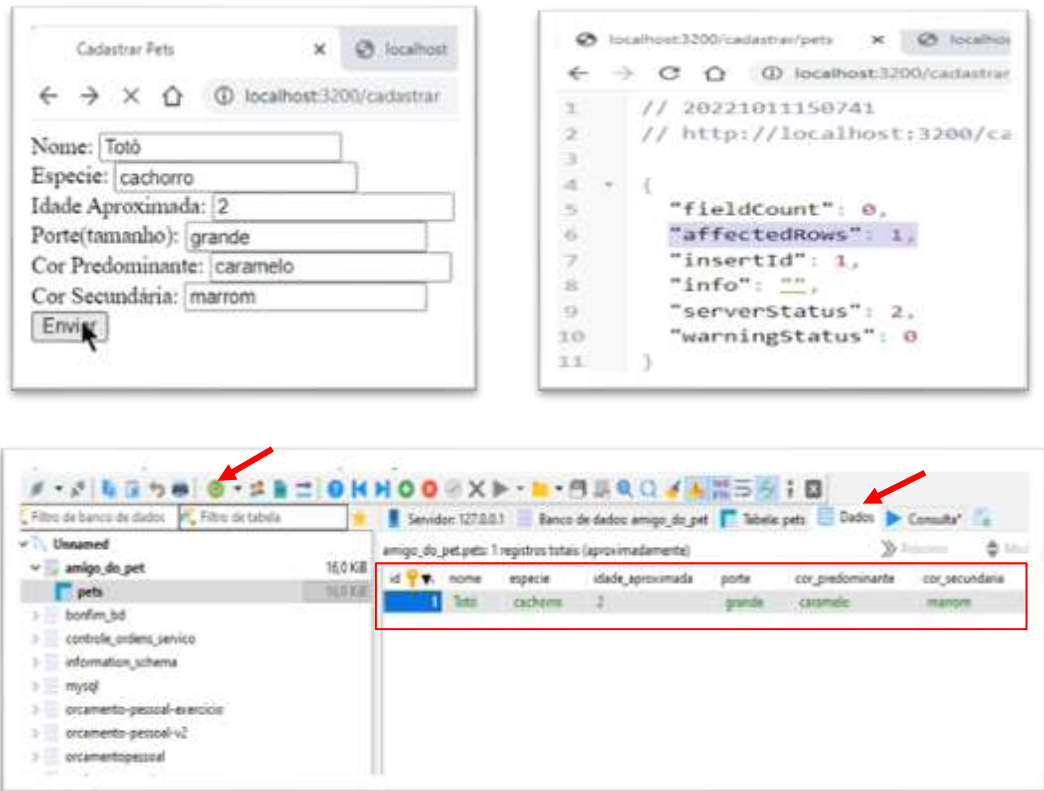 Cadastrar Pets
localhost
localhost:3200/cadastrar
Nome: Totò
Especie: cachorro
Idade Aproximada: 2
Porte(tamanho): grande
Cor Predominante: caramelo
Cor Secundária: marrom
Enviar
localhost:3200/cadastrar/pets
localhost:3200/cadastrar
1 // 20221011150741
2 // http://localhost:3200/ca
3
4 {
5 "fieldCount": 0,
6 "affectedRows": 1,
7 "insertId": 1,
8 "info": "",
9 "serverStatus": 2,
10 "warningStatus": 0
11 }
Filtro de banco de dados Filtro de tabela
Servidor: 127.0.0.1 Banco de dados: amigo_do_pet Tabela: pets Dados Consulta*
Unnamed
amigo_do_pet.pets: 1 registros totais (aproximadamente) Próximo
amigo_do_pet 16,0 KiB
id nome especie idade_aproximada porte cor_predominante cor_secundaria
pets 16,0 KiB
1 Totó cachorro 2 grande caramelo marrom
bonfim_bd
controle_ordens_servico
information_schema
mysql
orcamento-pessoal-exercicio
orcamento-pessoal-v2
orcamentopessoal